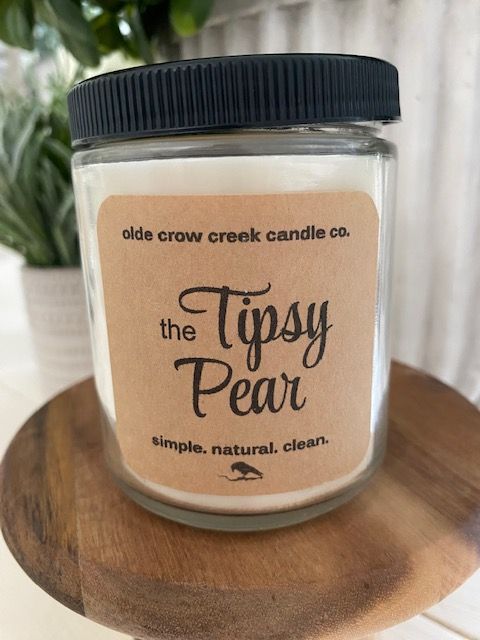 olde crow creek candle co.
the Tipsy
Pear
simple. natural. clean.